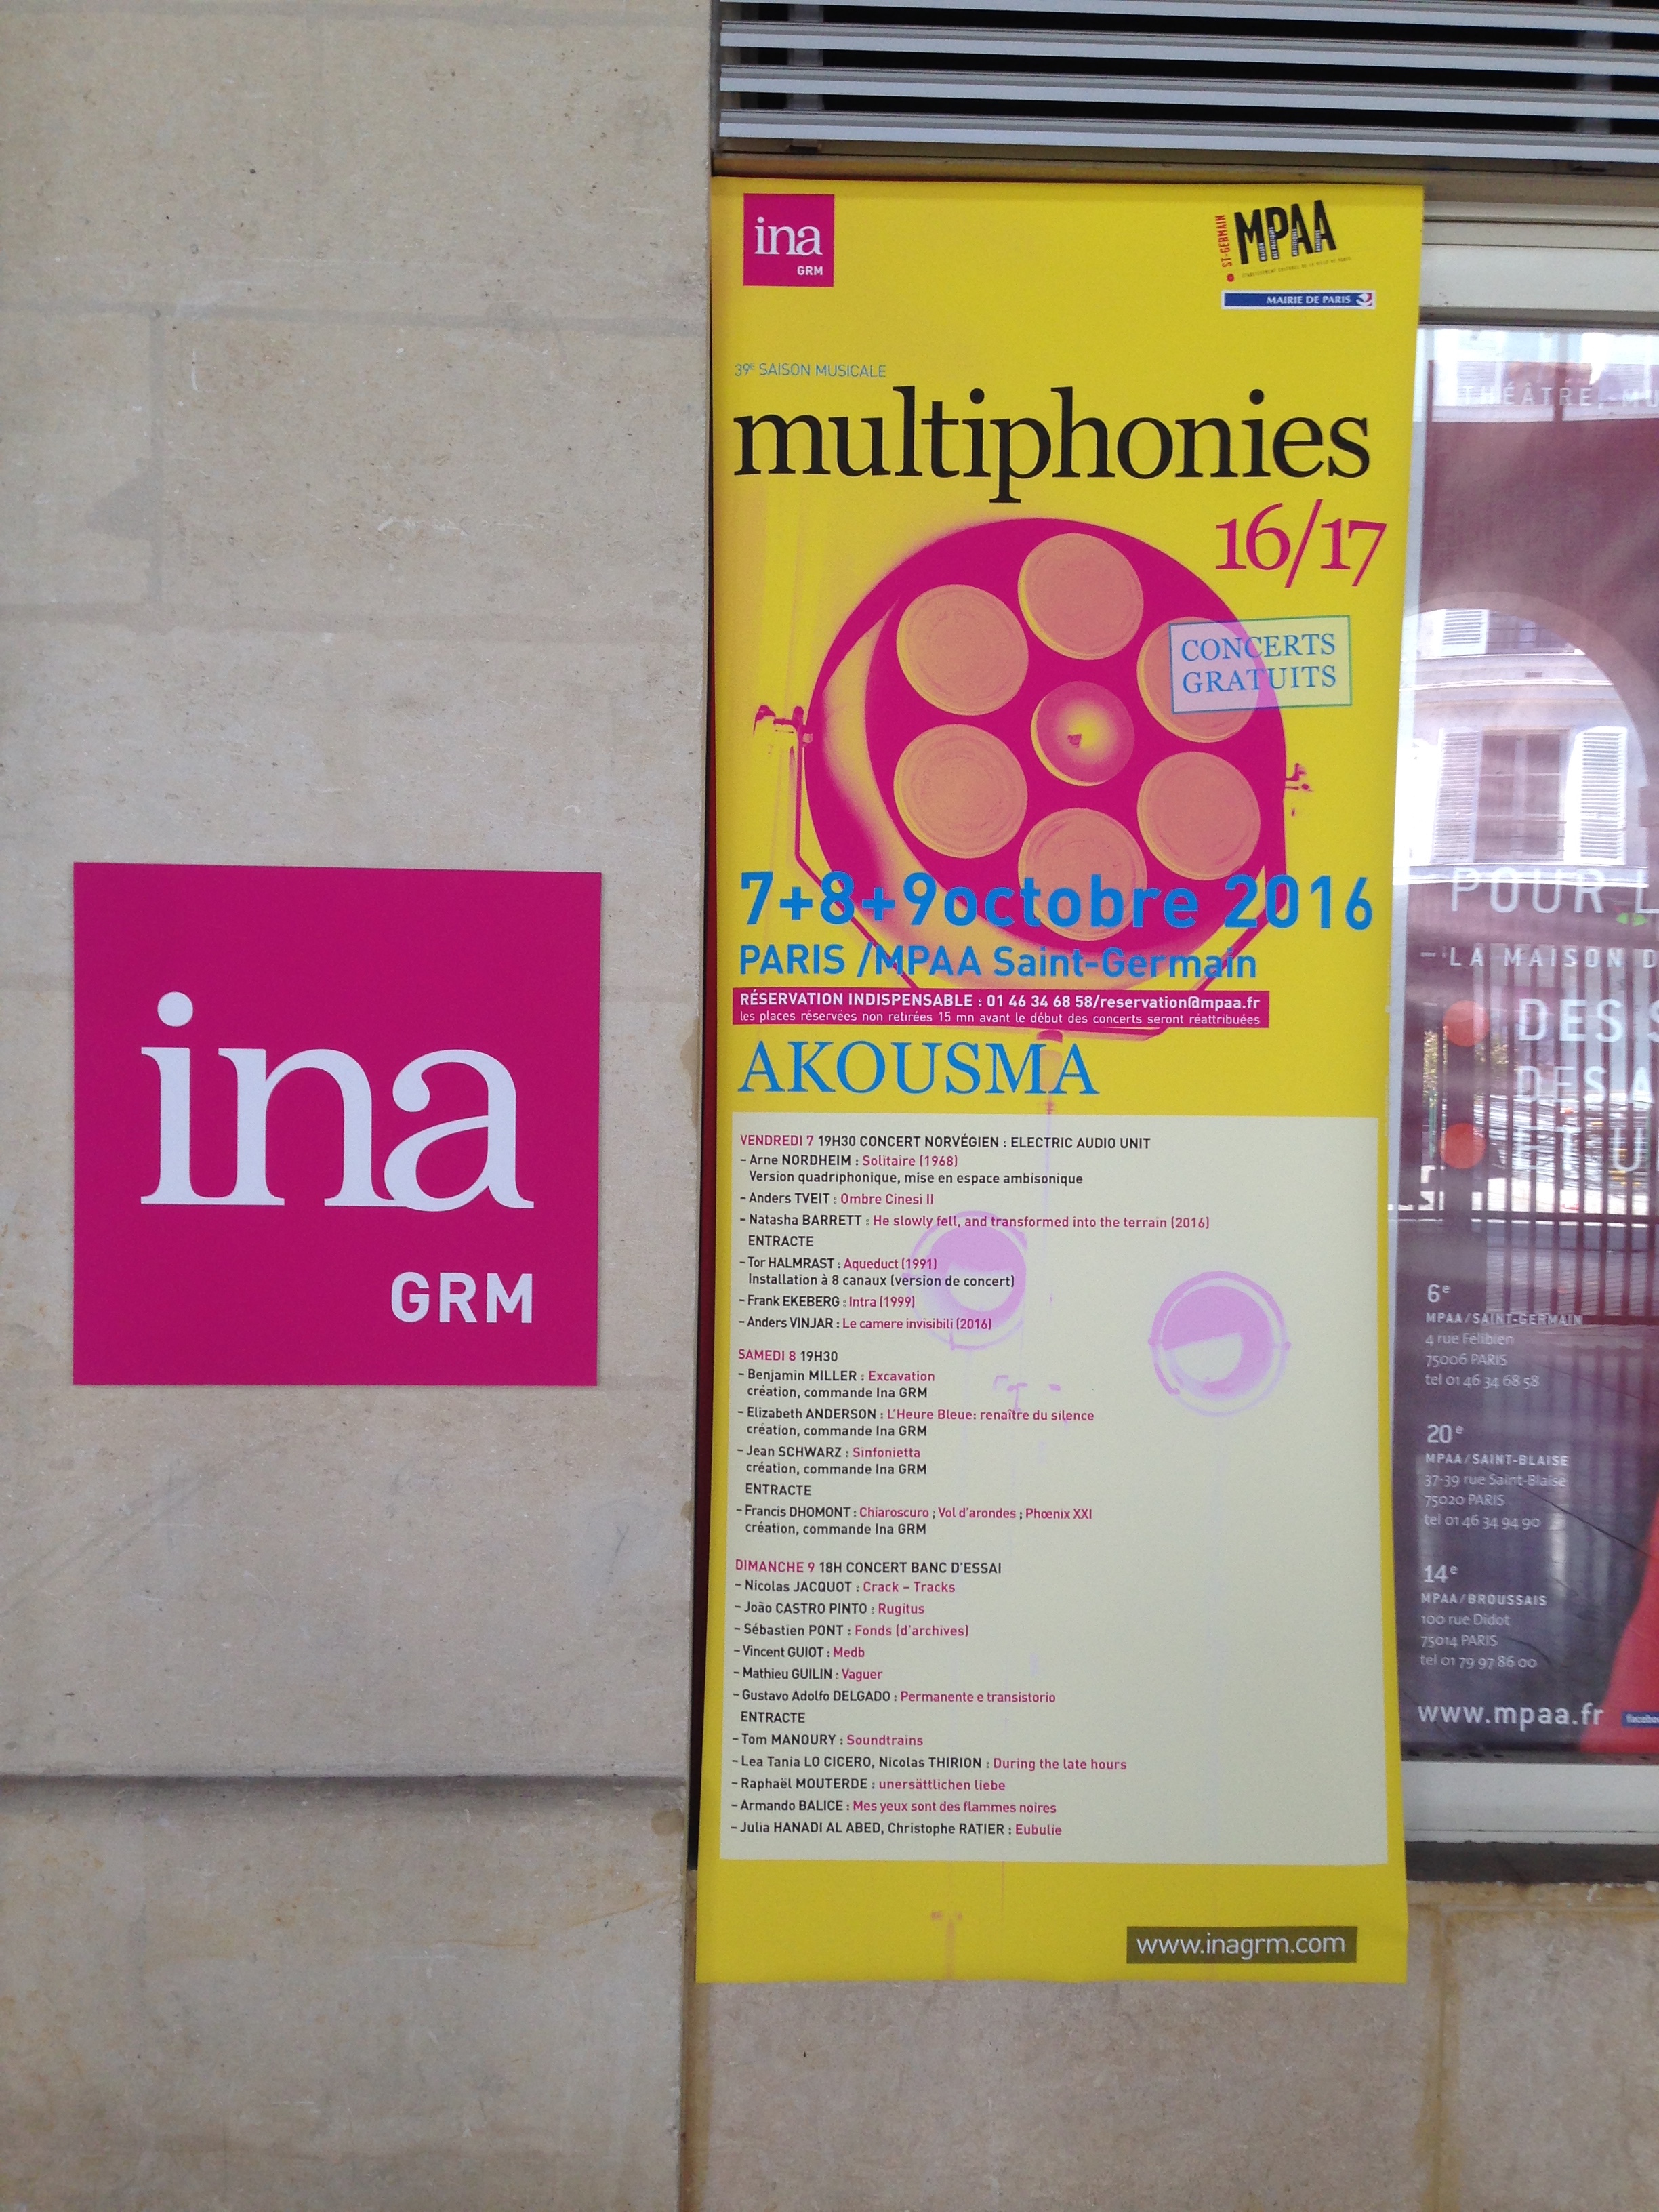 ina
GRM
ina
GRM
ST-GERMAIN
MPAA
MAIRIE DE PARIS
39E SAISON MUSICALE
multiphonies
16/17
CONCERTS
GRATUITS
7+8+9octobre 2016
PARIS /MPAA Saint-Germain
RÉSERVATION INDISPENSABLE : 01 46 34 68 58/reservation@mpaa.fr
les places réservées non retirées 15 mn avant le début des concerts seront réattribuées
AKOUSMA
VENDREDI 7 19H30 CONCERT NORVÉGIEN : ELECTRIC AUDIO UNIT
– Arne NORDHEIM : Solitaire (1968)
Version quadriphonique, mise en espace ambisonique
– Anders TVEIT : Ombre Cinesi II
– Natasha BARRETT : He slowly fell, and transformed into the terrain (2016)
ENTRACTE
– Tor HALMRAST : Aqueduct (1991)
Installation à 8 canaux (version de concert)
– Frank EKEBERG : Intra (1999)
– Anders VINJAR : Le camere invisibili (2016)
SAMEDI 8 19H30
– Benjamin MILLER : Excavation
création, commande Ina GRM
– Elizabeth ANDERSON : L'Heure Bleue: renaître du silence
création, commande Ina GRM
– Jean SCHWARZ : Sinfonietta
création, commande Ina GRM
ENTRACTE
– Francis DHOMONT : Chiaroscuro ; Vol d'arondes ; Phœnix XXI
création, commande Ina GRM
DIMANCHE 9 18H CONCERT BANC D'ESSAI
– Nicolas JACQUOT : Crack – Tracks
– João CASTRO PINTO : Rugitus
– Sébastien PONT : Fonds (d'archives)
– Vincent GUIOT : Medb
– Mathieu GUILIN : Vaguer
– Gustavo Adolfo DELGADO : Permanente e transistorio
ENTRACTE
– Tom MANOURY : Soundtrains
– Lea Tania LO CICERO, Nicolas THIRION : During the late hours
– Raphaël MOUTERDE : unersättlichen liebe
– Armando BALICE : Mes yeux sont des flammes noires
– Julia HANADI AL ABED, Christophe RATIER : Eubulie
www.inagrm.com
THÉÂTRE, MU
POUR L
LA MAISON D
DES S
DES A
6e
MPAA/SAINT-GERMAIN
4 rue Félibien
75006 PARIS
tel 01 46 34 68 58
20e
MPAA/SAINT-BLAISE
37-39 rue Saint-Blaise
75020 PARIS
tel 01 46 34 94 90
14e
MPAA/BROUSSAIS
100 rue Didot
75014 PARIS
tel 01 79 97 86 00
www.mpaa.fr